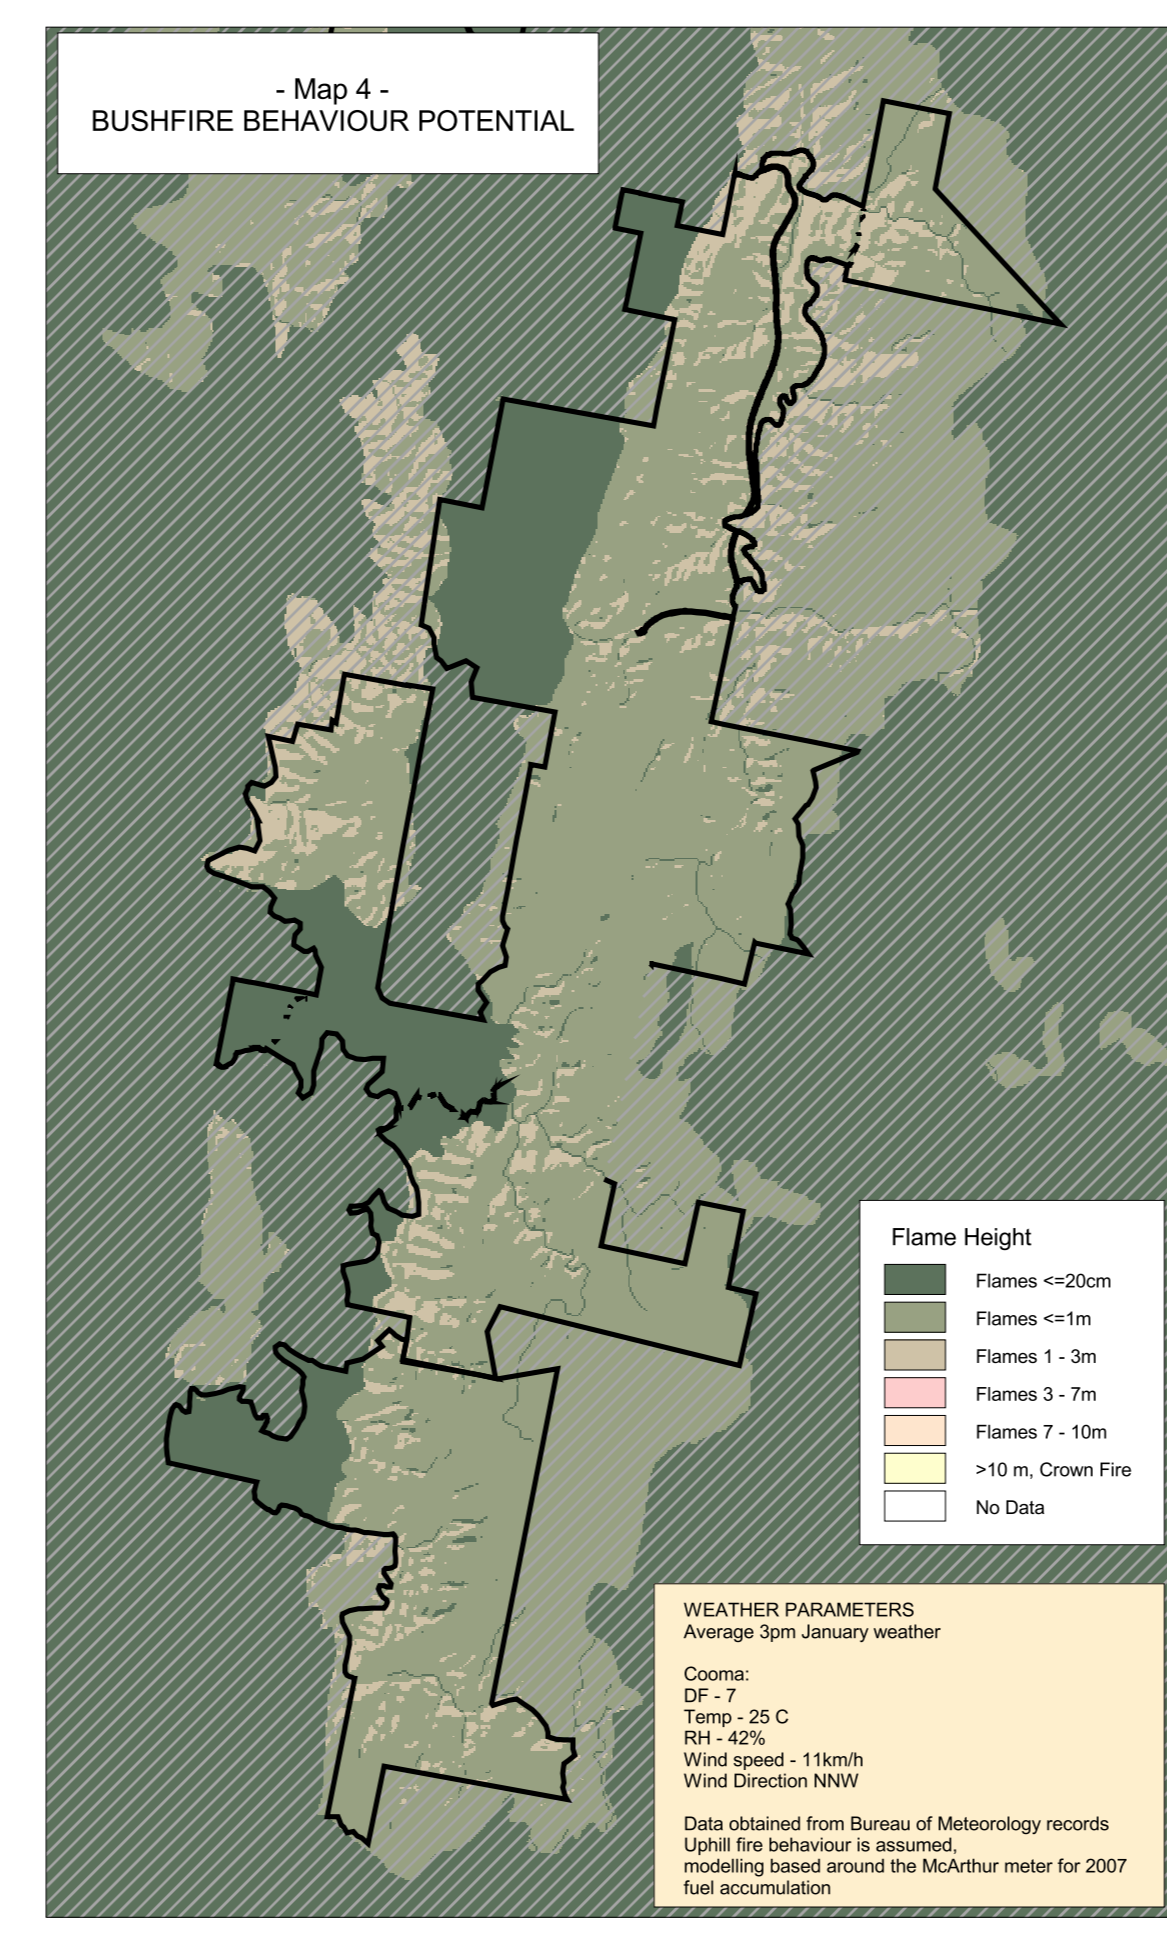 - Map 4 -
BUSHFIRE BEHAVIOUR POTENTIAL
Flame Height
Flames <=20cm
Flames <=1m
Flames 1 - 3m
Flames 3 - 7m
Flames 7 - 10m
>10 m, Crown Fire
No Data
WEATHER PARAMETERS
Average 3pm January weather
Cooma:
DF - 7
Temp - 25 C
RH - 42%
Wind speed - 11km/h
Wind Direction NNW
Data obtained from Bureau of Meteorology records
Uphill fire behaviour is assumed,
modelling based around the McArthur meter for 2007
fuel accumulation